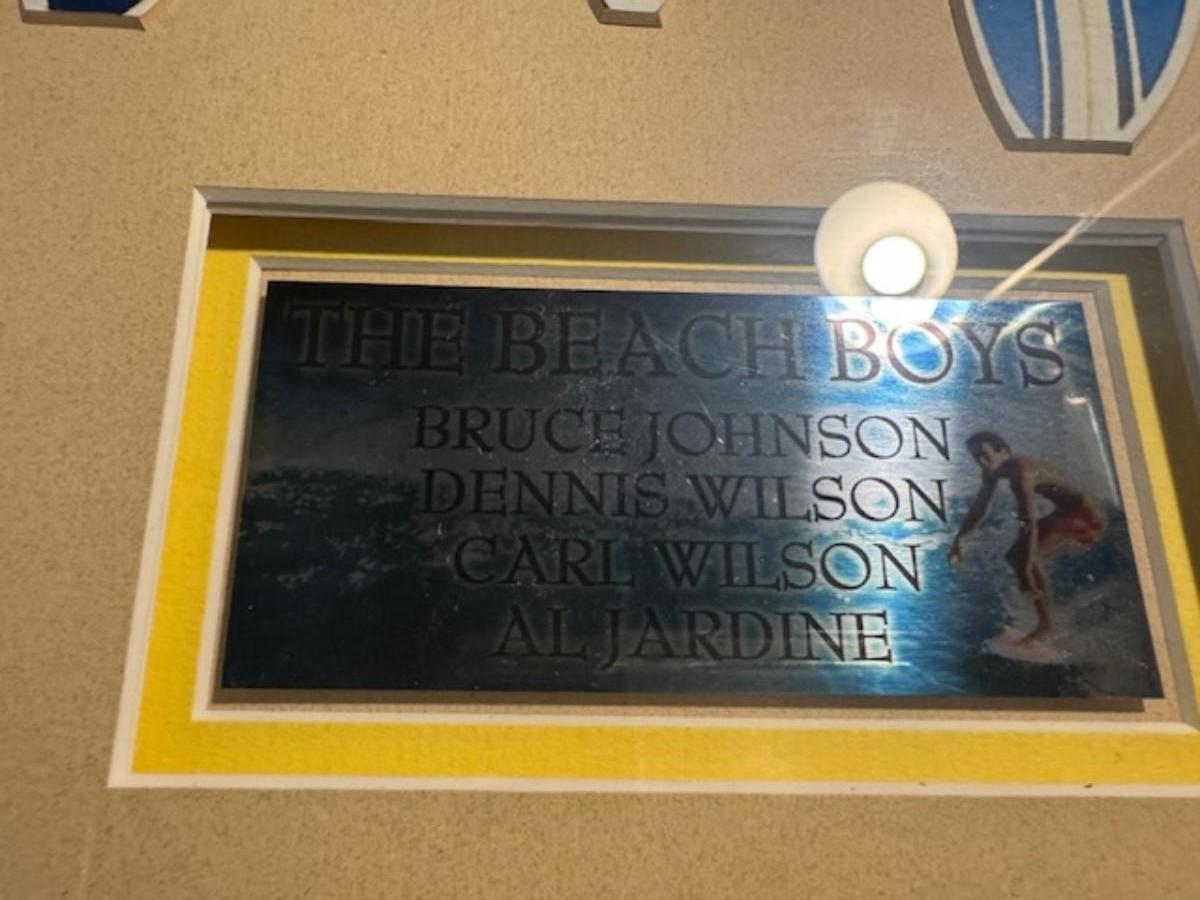 THE BEACH BOYS
BRUCE JOHNSON
DENNIS WILSON
CARL WILSON
AL JARDINE